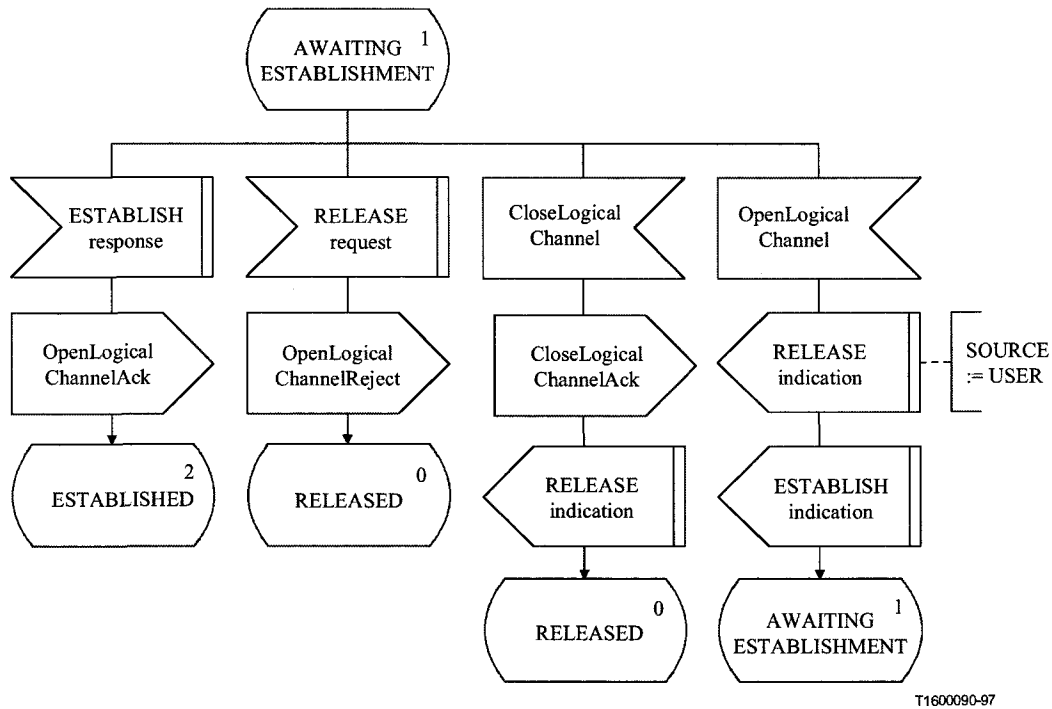 1
AWAITING
ESTABLISHMENT
ESTABLISH
response
RELEASE
request
CloseLogical
Channel
OpenLogical
Channel
OpenLogical
ChannelAck
OpenLogical
ChannelReject
CloseLogical
ChannelAck
RELEASE
indication
SOURCE
:= USER
2
ESTABLISHED
0
RELEASED
RELEASE
indication
ESTABLISH
indication
0
RELEASED
1
AWAITING
ESTABLISHMENT
T1600090-97